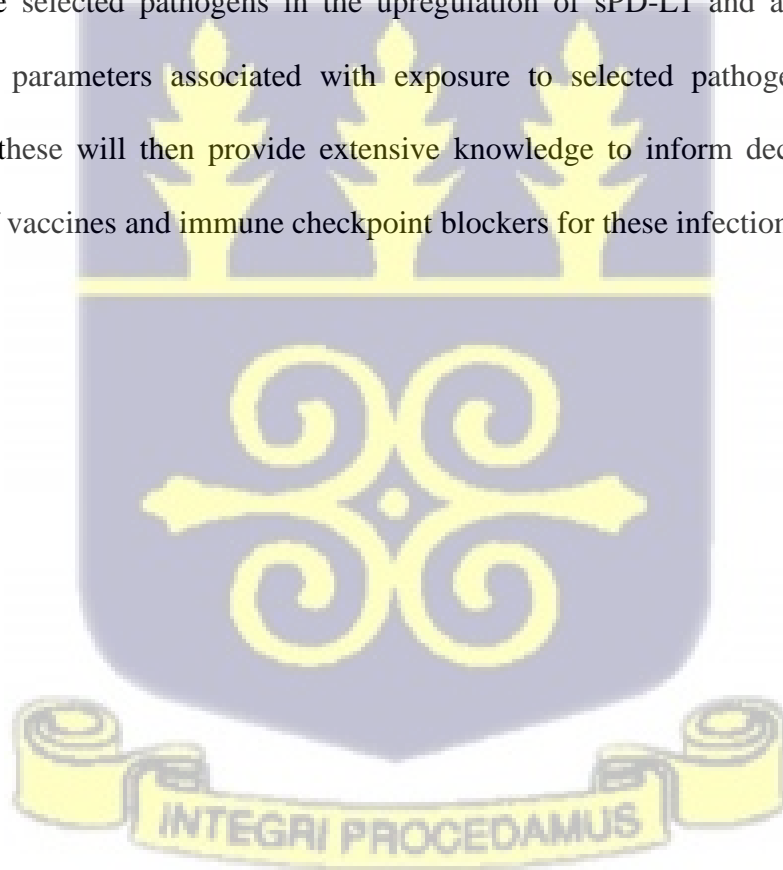 selected pathogens in the upregulation of sPD-L1 and a
parameters associated with exposure to selected pathoge
these will then provide extensive knowledge to inform dec
vaccines and immune checkpoint blockers for these infection
INTEGRI PROCEDAMUS